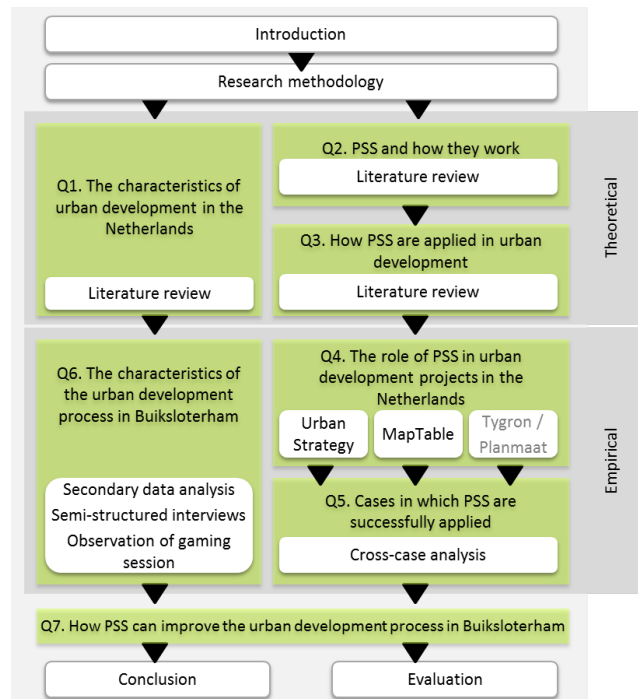 Introduction
Research methodology
Q1. The characteristics of
urban development in the
Netherlands
Literature review
Q2. PSS and how they work
Literature review
Q3. How PSS are applied in urban
development
Literature review
Theoretical
Q6. The characteristics of
the urban development
process in Buiksloterham
Secondary data analysis
Semi-structured interviews
Observation of gaming
session
Q4. The role of PSS in urban
development projects in the
Netherlands
Urban
Strategy
MapTable
Tygron /
Planmaat
Q5. Cases in which PSS are
successfully applied
Cross-case analysis
Empirical
Q7. How PSS can improve the urban development process in Buiksloterham
Conclusion
Evaluation